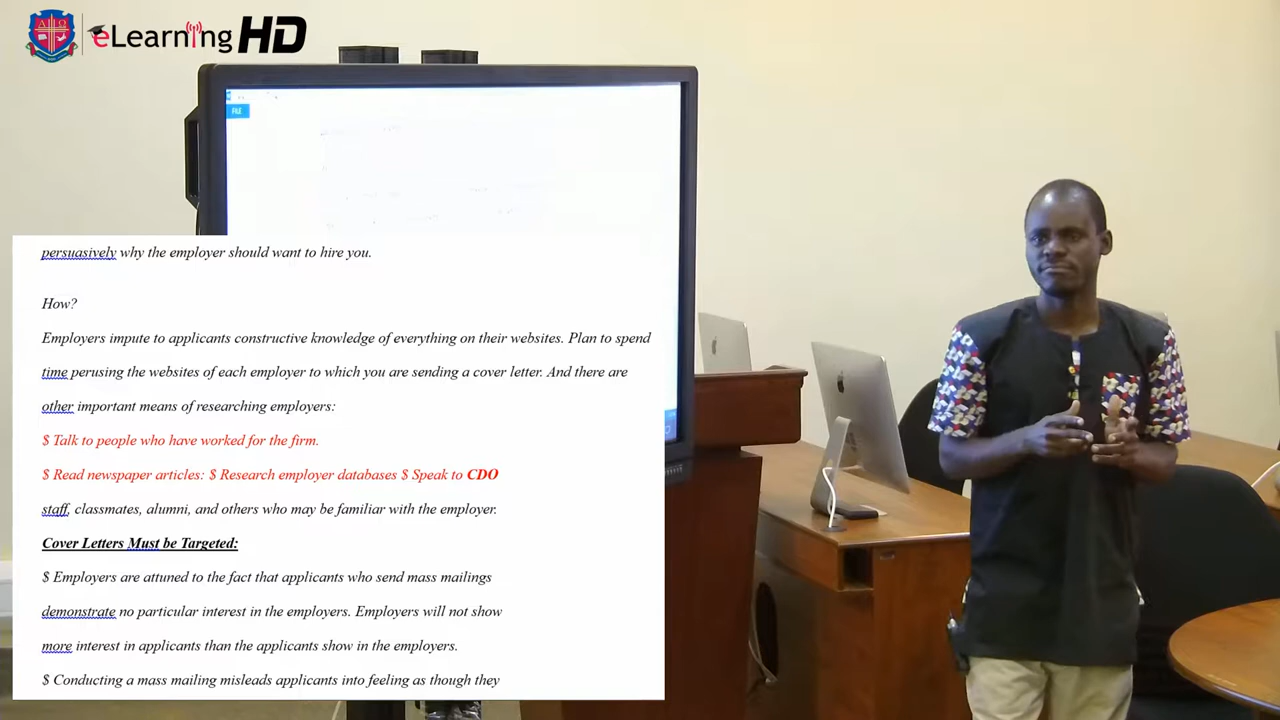 ΑΩ
eLearning HD
FILE
persuasively why the employer should want to hire you.
How?
Employers impute to applicants constructive knowledge of everything on their websites. Plan to spend
time perusing the websites of each employer to which you are sending a cover letter. And there are
other important means of researching employers:
$ Talk to people who have worked for the firm.
$ Read newspaper articles: $ Research employer databases $ Speak to CDO
staff, classmates, alumni, and others who may be familiar with the employer.
Cover Letters Must be Targeted:
$ Employers are attuned to the fact that applicants who send mass mailings
demonstrate no particular interest in the employers. Employers will not show
more interest in applicants than the applicants show in the employers.
$ Conducting a mass mailing misleads applicants into feeling as though they